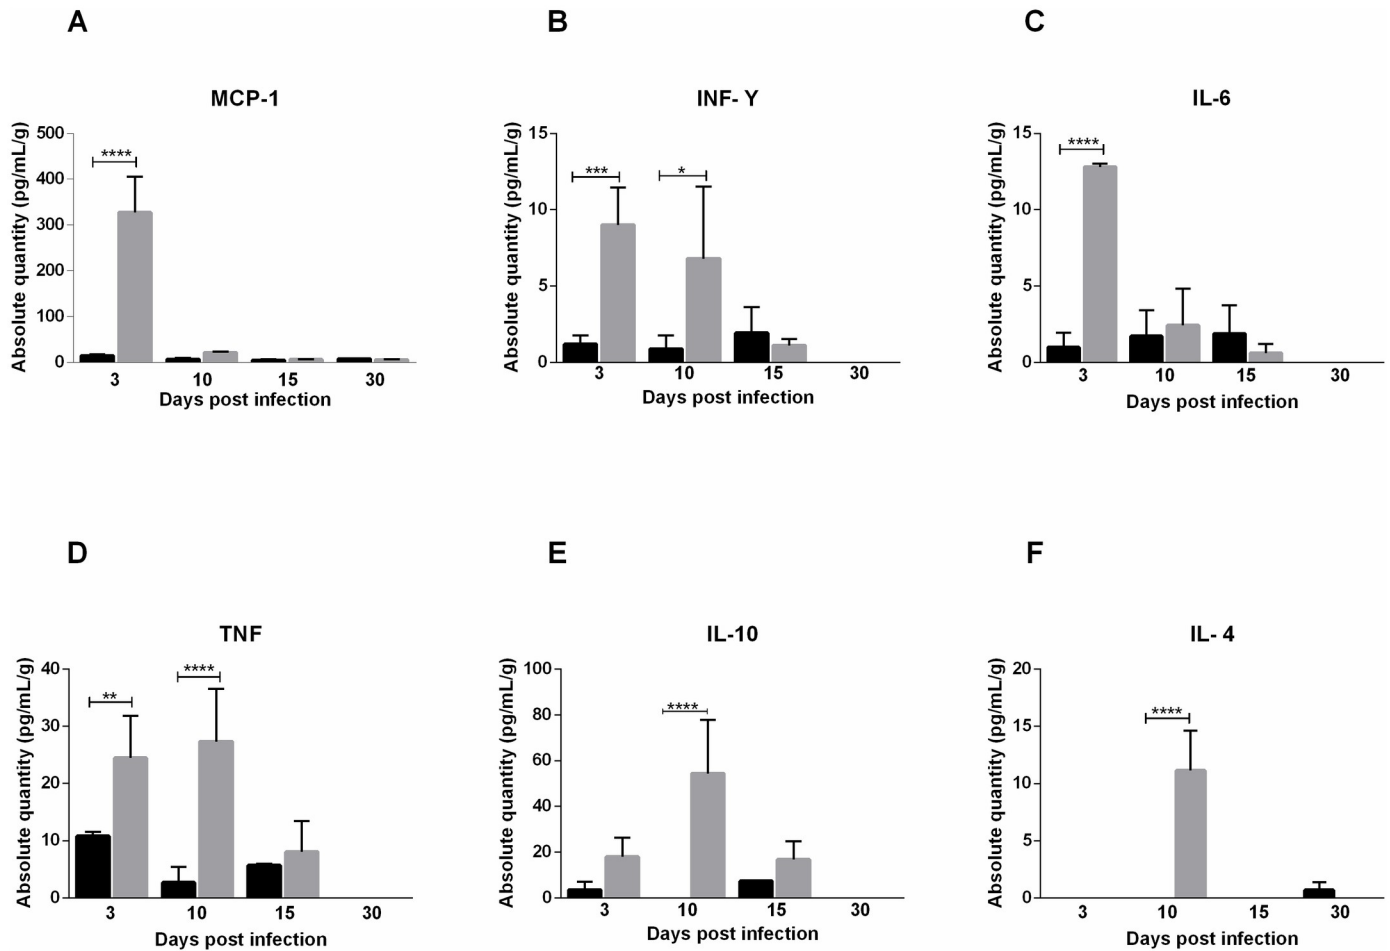 A
MCP-1
Absolute quantity (pg/mL/g)
500
400
300
200
100
0
****
3 10 15 30
Days post infection
B
INF- Y
Absolute quantity (pg/mL/g)
15
10
5
0
***
*
3 10 15 30
Days post infection
C
IL-6
Absolute quantity (pg/mL/g)
15
10
5
0
****
3 10 15 30
Days post infection
D
TNF
Absolute quantity (pg/mL/g)
40
30
20
10
0
**
****
3 10 15 30
Days post infection
E
IL-10
Absolute quantity (pg/mL/g)
100
80
60
40
20
0
****
3 10 15 30
Days post infection
F
IL- 4
Absolute quantity (pg/mL/g)
20
15
10
5
0
****
3 10 15 30
Days post infection